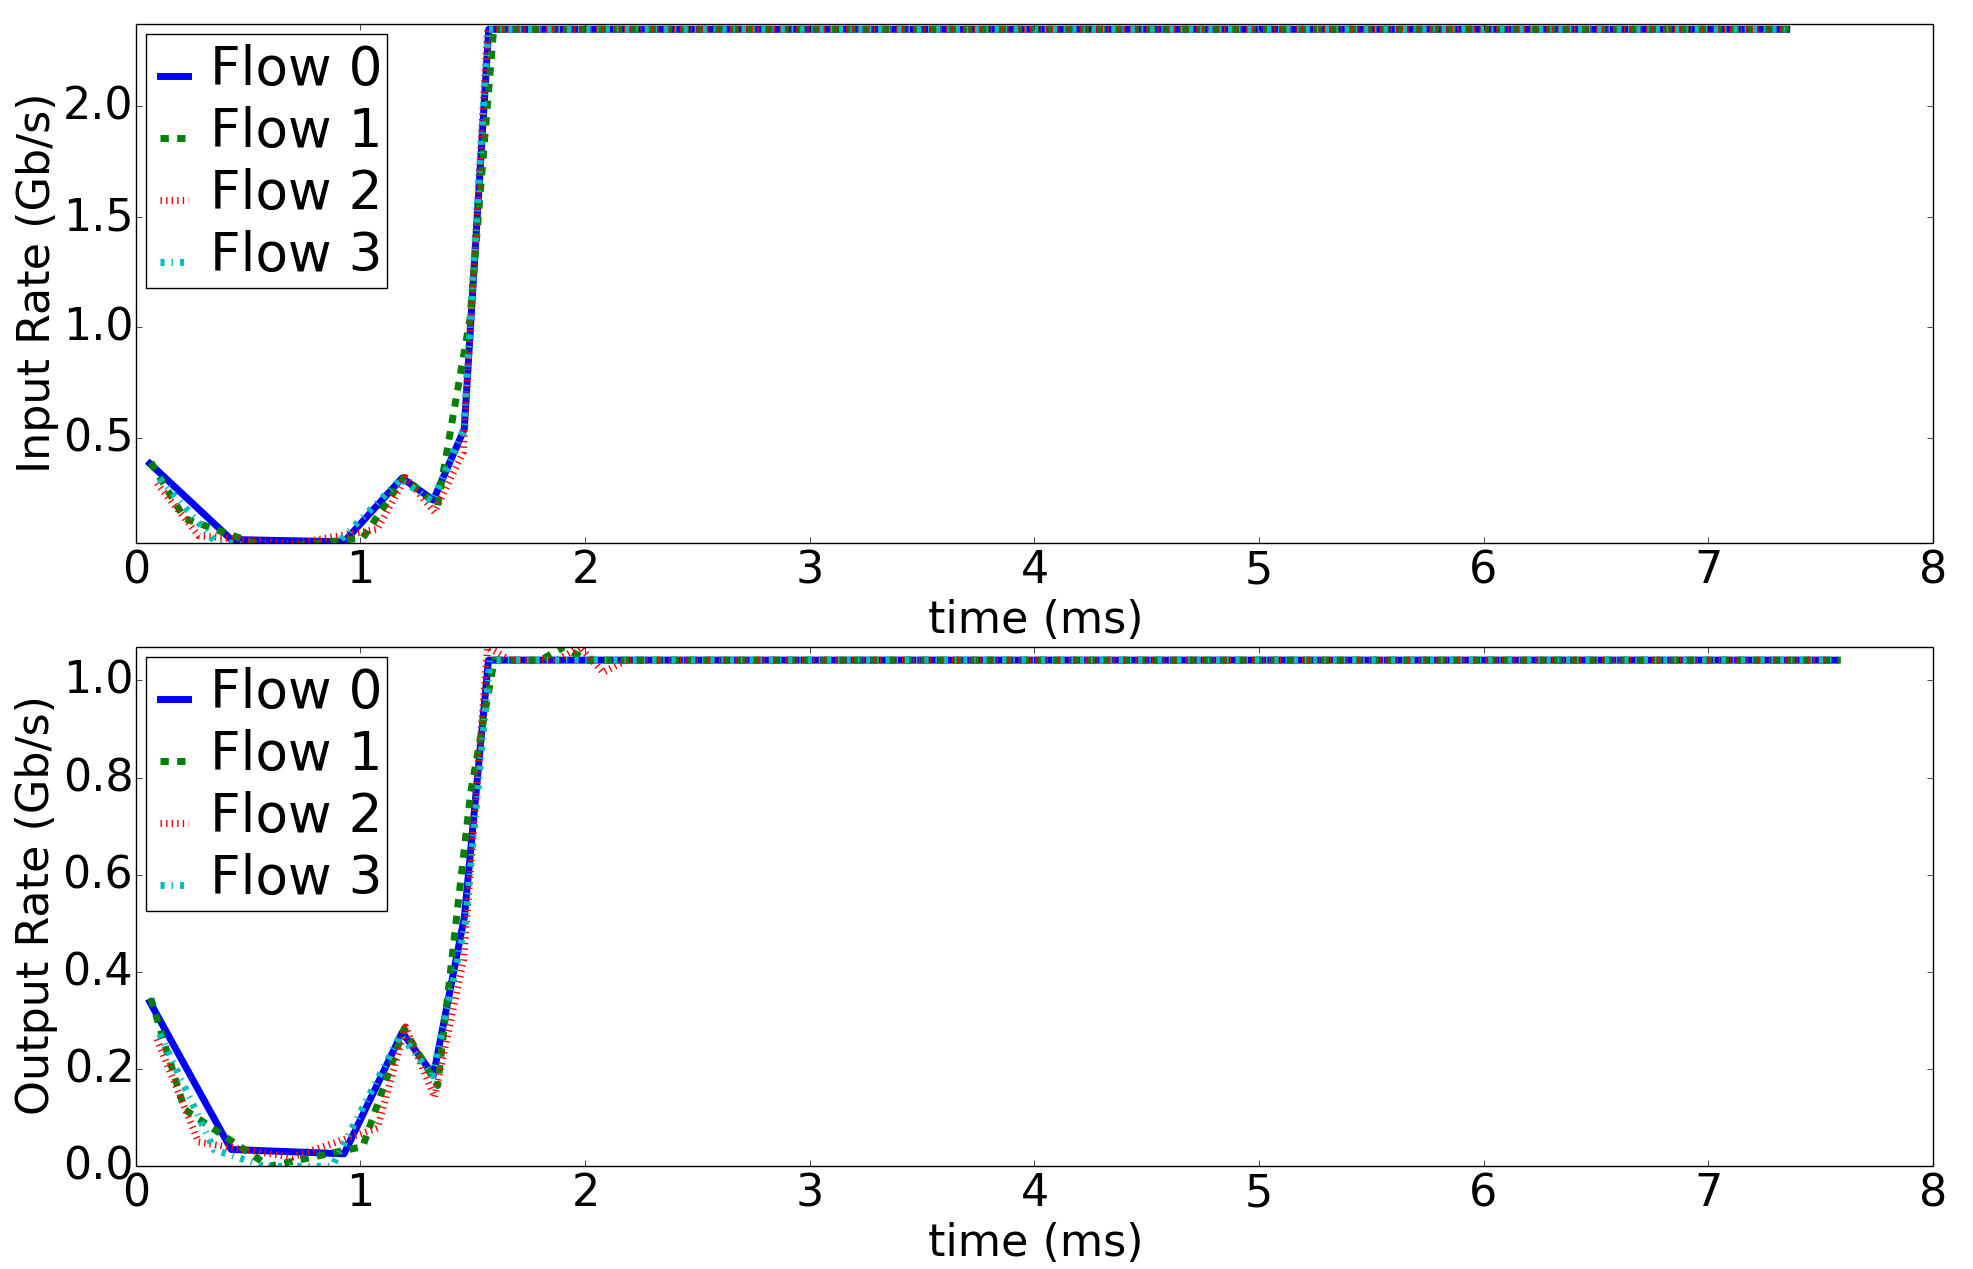 Input Rate (Gb/s)
2.0
1.5
1.0
0.5
Flow 0
Flow 1
Flow 2
Flow 3
0 1 2 3 4 5 6 7 8
time (ms)
Output Rate (Gb/s)
1.0
0.8
0.6
0.4
0.2
0.0
Flow 0
Flow 1
Flow 2
Flow 3
0 1 2 3 4 5 6 7 8
time (ms)